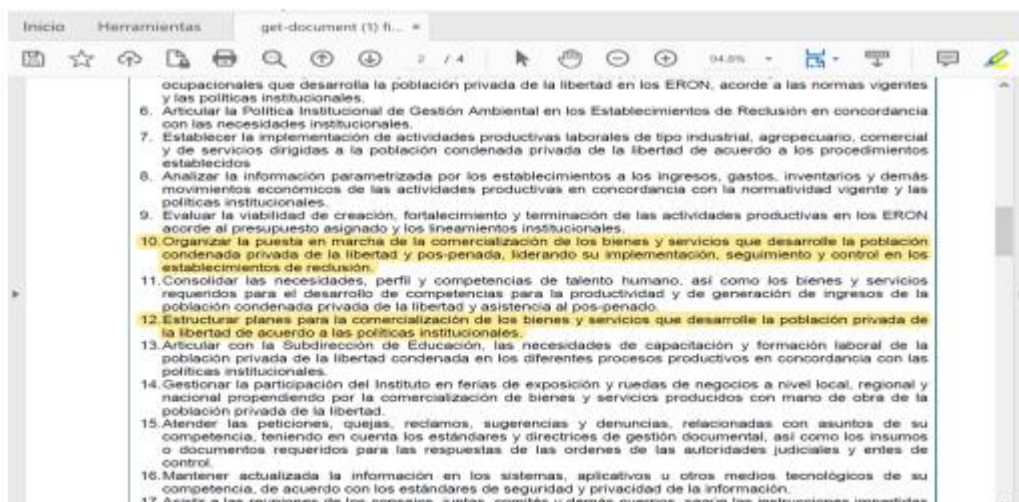 Inicio Herramientas get-document (1) fi... ×
2 / 4 94.8%
ocupacionales que desarrolla la población privada de la libertad en los ERON, acorde a las normas vigentes
y las políticas institucionales.
6. Articular la Política Institucional de Gestión Ambiental en los Establecimientos de Reclusión en concordancia
con las necesidades institucionales.
7. Establecer la implementación de actividades productivas laborales de tipo industrial, agropecuario, comercial
y de servicios dirigidas a la población condenada privada de la libertad de acuerdo a los procedimientos
establecidos
8. Analizar la información parametrizada por los establecimientos a los ingresos, gastos, inventarios y demás
movimientos económicos de las actividades productivas en concordancia con la normatividad vigente y las
políticas institucionales.
9. Evaluar la viabilidad de creación, fortalecimiento y terminación de las actividades productivas en los ERON
acorde al presupuesto asignado y los lineamientos institucionales.
10. Organizar la puesta en marcha de la comercialización de los bienes y servicios que desarrolle la población
condenada privada de la libertad y pos-penada, liderando su implementación, seguimiento y control en los
establecimientos de reclusión.
11. Consolidar las necesidades, perfil y competencias de talento humano, así como los bienes y servicios
requeridos para el desarrollo de competencias para la productividad y de generación de ingresos de la
población condenada privada de la libertad y asistencia al pos-penado.
12. Estructurar planes para la comercialización de los bienes y servicios que desarrolle la población privada de
la libertad de acuerdo a las políticas institucionales.
13. Articular con la Subdirección de Educación, las necesidades de capacitación y formación laboral de la
población privada de la libertad condenada en los diferentes procesos productivos en concordancia con las
políticas institucionales.
14. Gestionar la participación del Instituto en ferias de exposición y ruedas de negocios a nivel local, regional y
nacional propendiendo por la comercialización de bienes y servicios producidos con mano de obra de la
población privada de la libertad.
15. Atender las peticiones, quejas, reclamos, sugerencias y denuncias, relacionadas con asuntos de su
competencia, teniendo en cuenta los estándares y directrices de gestión documental, así como los insumos
o documentos requeridos para las respuestas de las ordenes de las autoridades judiciales y entes de
control.
16. Mantener actualizada la información en los sistemas, aplicativos u otros medios tecnológicos de su
competencia, de acuerdo con los estándares de seguridad y privacidad de la información.